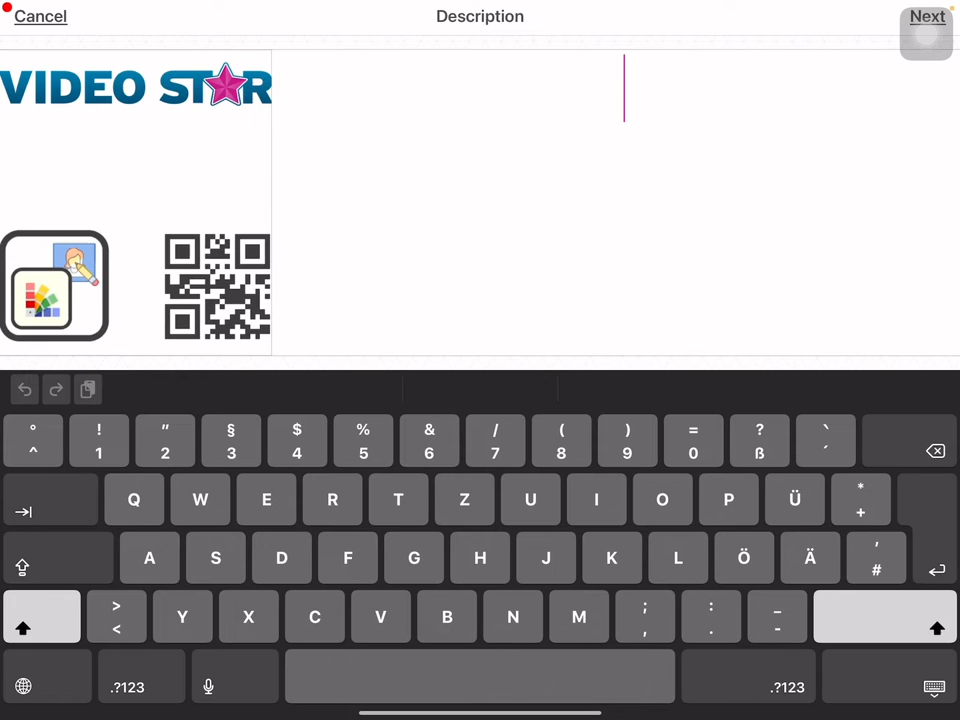 Cancel
Description
Next
VIDEO STAR
° ! " § $ % & / ( ) = ? `
^ 1 2 3 4 5 6 7 8 9 0 ß ´
Q W E R T Z U I O P Ü * +
A S D F G H J K L Ö Ä ' #
> < Y X C V B N M ; , : . _ -
.?123 .?123